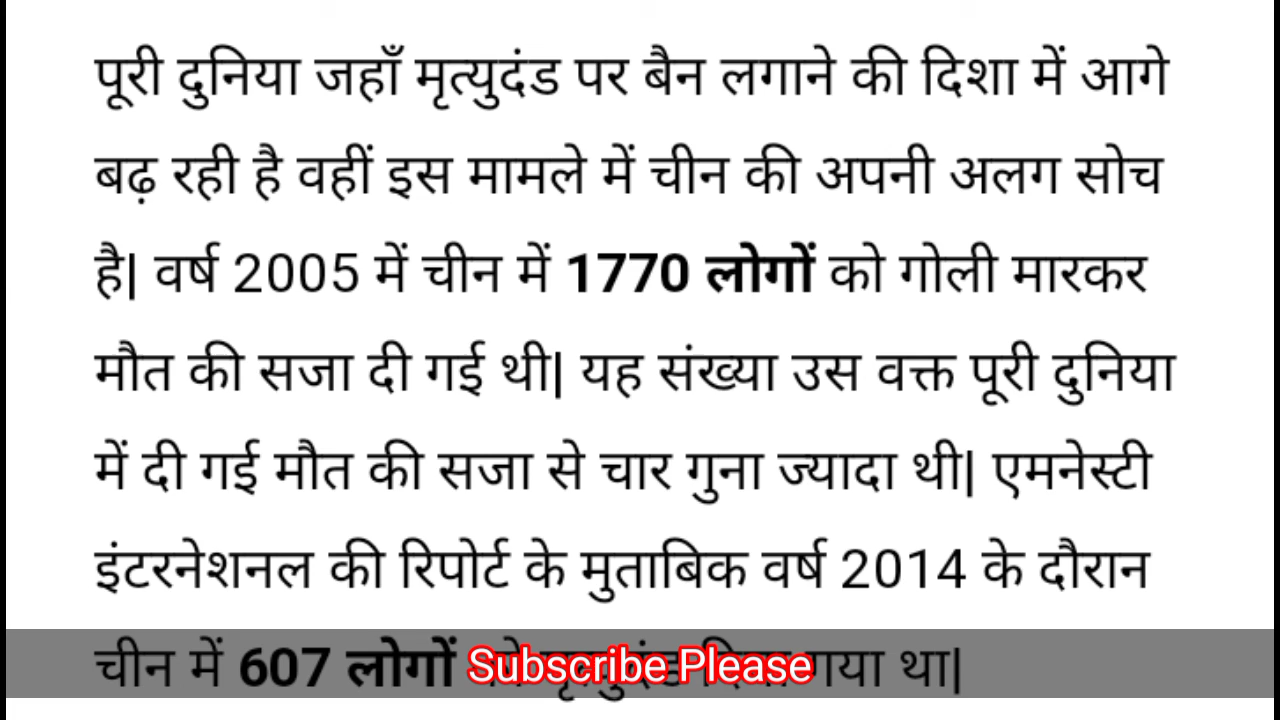 पूरी दुनिया जहाँ मृत्युदंड पर बैन लगाने की दिशा में आगे
बढ़ रही है वहीं इस मामले में चीन की अपनी अलग सोच
है| वर्ष 2005 में चीन में 1770 लोगों को गोली मारकर
मौत की सजा दी गई थी| यह संख्या उस वक्त पूरी दुनिया
में दी गई मौत की सजा से चार गुना ज्यादा थी| एमनेस्टी
इंटरनेशनल की रिपोर्ट के मुताबिक वर्ष 2014 के दौरान
चीन में 607 लोगों गया था|
Subscribe Please